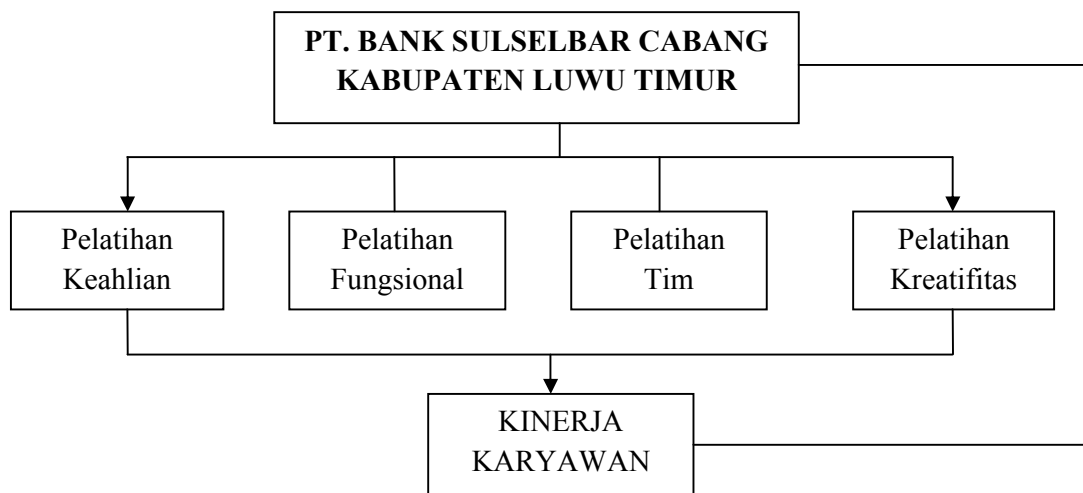 PT. BANK SULSELBAR CABANG
KABUPATEN LUWU TIMUR
Pelatihan
Keahlian
Pelatihan
Fungsional
Pelatihan
Tim
Pelatihan
Kreatifitas
KINERJA
KARYAWAN